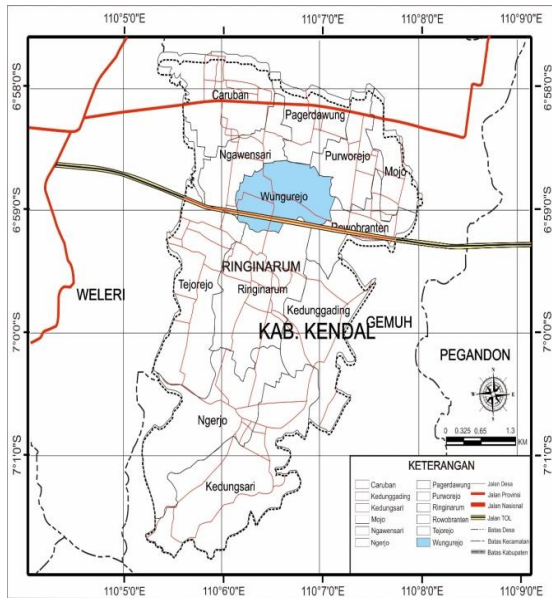 110°5'0"E 110°6'0"E 110°7'0"E 110°8'0"E 110°9'0"E
6°58'0"S 6°58'0"S
Caruban
Pagerdawung
Ngawensari
Purworejo
Mojo
Wungurejo
6°59'0"S 6°59'0"S
Rowobranten
RINGINARUM
Tejorejo
Ringinarum
WELERI
Kedunggading
GEMUH
KAB. KENDAL
7°0'0"S 7°0'0"S
PEGANDON
N
W E
S
Ngerjo
0 0.325 0.65 1.3
KM
7°1'0"S 7°1'0"S
Kedungsari
KETERANGAN
Caruban Pagerdawung Jalan Desa
Kedunggading Purworejo Jalan Provinsi
Kedungsari Ringinarum Jalan Nasional
Mojo Rowobranten Jalan TOL
Ngawensari Tejorejo Batas Desa
Ngerjo Wungurejo Batas Kecamatan
Batas Kabupaten
110°5'0"E 110°6'0"E 110°7'0"E 110°8'0"E 110°9'0"E